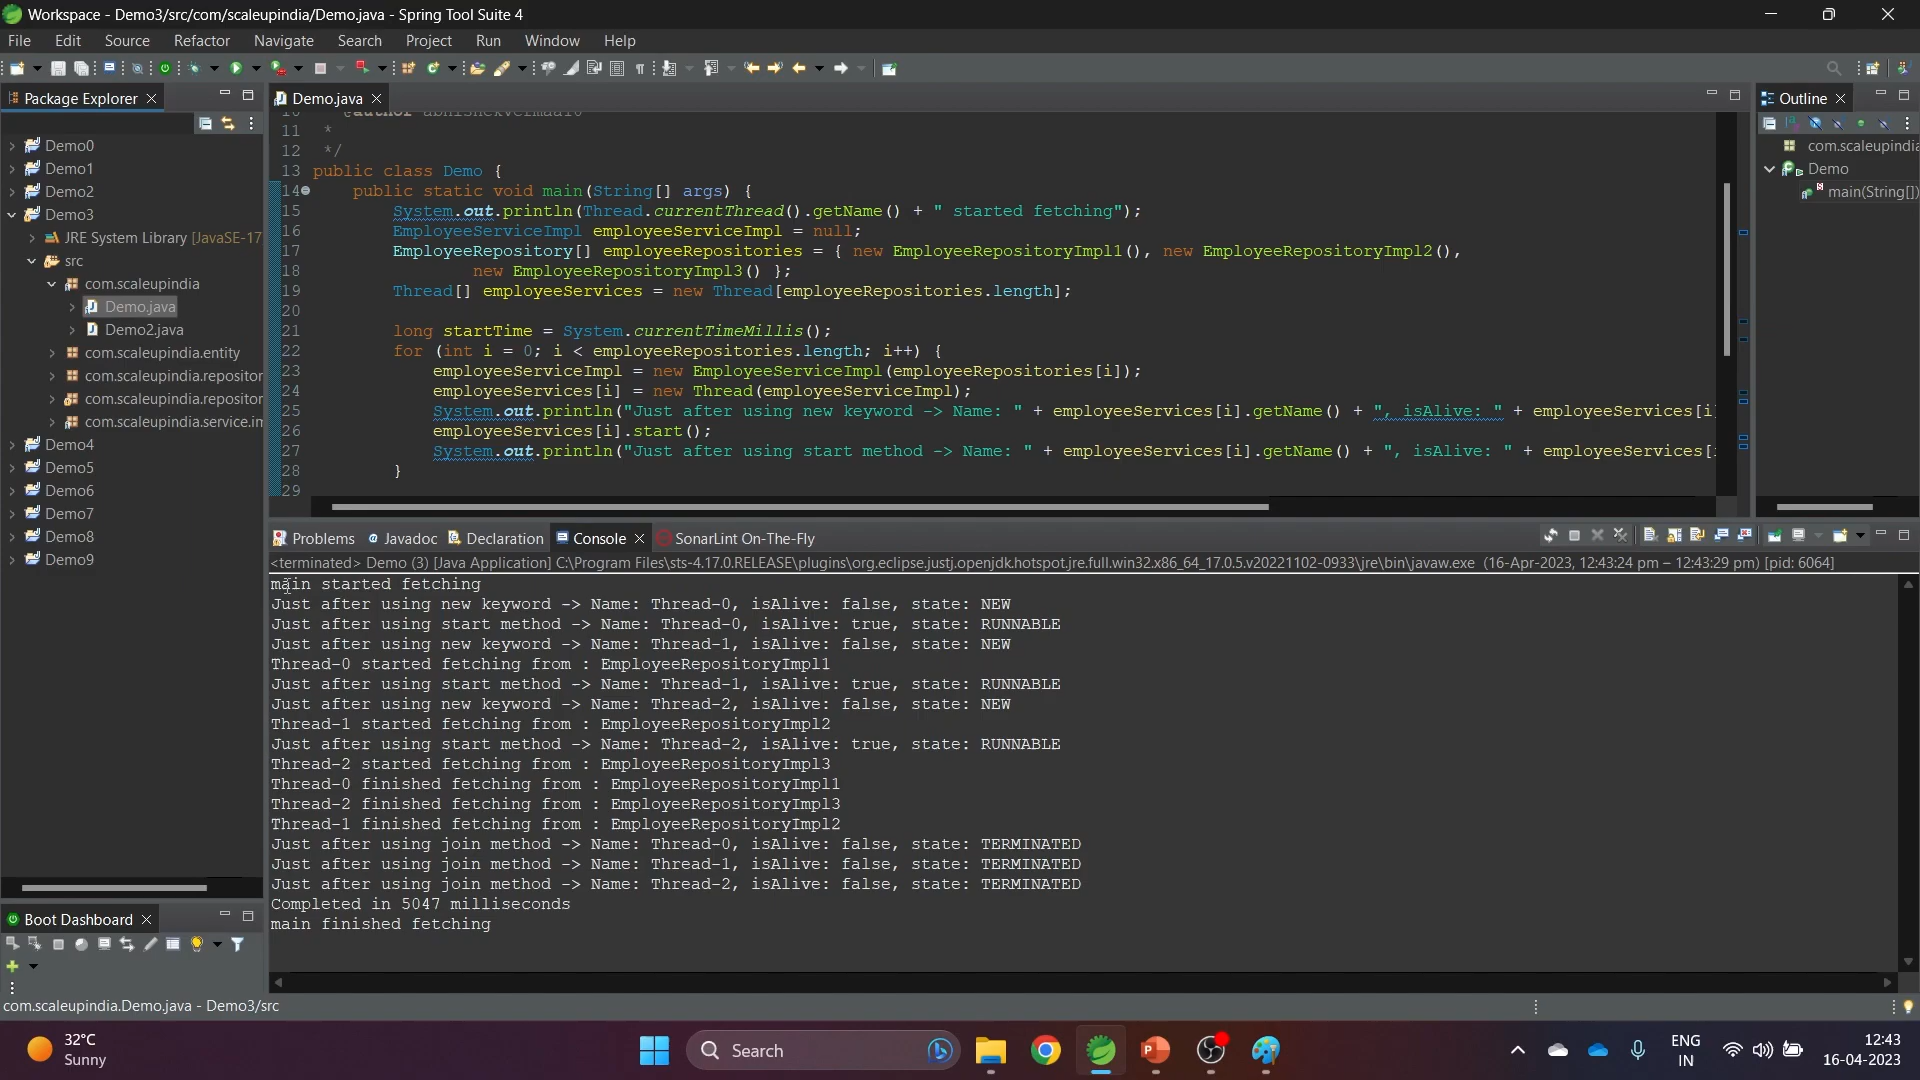 Workspace - Demo3/src/com/scaleupindia/Demo.java - Spring Tool Suite 4
File Edit Source Refactor Navigate Search Project Run Window Help
Package Explorer
Demo0
Demo1
Demo2
Demo3
JRE System Library [JavaSE-17
src
com.scaleupindia
Demo.java
Demo2.java
com.scaleupindia.entity
com.scaleupindia.repositor
com.scaleupindia.repositor
com.scaleupindia.service.im
Demo4
Demo5
Demo6
Demo7
Demo8
Demo9
Boot Dashboard
Demo.java
11 *
12 */
13 public class Demo {
14 public static void main(String[] args) {
15 System.out.println(Thread.currentThread().getName() + " started fetching");
16 EmployeeServiceImpl employeeServiceImpl = null;
17 EmployeeRepository[] employeeRepositories = { new EmployeeRepositoryImpl1(), new EmployeeRepositoryImpl2(),
18 new EmployeeRepositoryImpl3() };
19 Thread[] employeeServices = new Thread[employeeRepositories.length];
20
21 long startTime = System.currentTimeMillis();
22 for (int i = 0; i < employeeRepositories.length; i++) {
23 employeeServiceImpl = new EmployeeServiceImpl(employeeRepositories[i]);
24 employeeServices[i] = new Thread(employeeServiceImpl);
25 System.out.println("Just after using new keyword -> Name: " + employeeServices[i].getName() + ", isAlive: " + employeeServices[i]
26 employeeServices[i].start();
27 System.out.println("Just after using start method -> Name: " + employeeServices[i].getName() + ", isAlive: " + employeeServices[
28 }
29
Outline
com.scaleupindia
Demo
main(String[])
Problems Javadoc Declaration Console SonarLint On-The-Fly
<terminated> Demo (3) [Java Application] C:\Program Files\sts-4.17.0.RELEASE\plugins\org.eclipse.justj.openjdk.hotspot.jre.full.win32.x86_64_17.0.5.v20221102-0933\jre\bin\javaw.exe (16-Apr-2023, 12:43:24 pm – 12:43:29 pm) [pid: 6064]
main started fetching
Just after using new keyword -> Name: Thread-0, isAlive: false, state: NEW
Just after using start method -> Name: Thread-0, isAlive: true, state: RUNNABLE
Just after using new keyword -> Name: Thread-1, isAlive: false, state: NEW
Thread-0 started fetching from : EmployeeRepositoryImpl1
Just after using start method -> Name: Thread-1, isAlive: true, state: RUNNABLE
Just after using new keyword -> Name: Thread-2, isAlive: false, state: NEW
Thread-1 started fetching from : EmployeeRepositoryImpl2
Just after using start method -> Name: Thread-2, isAlive: true, state: RUNNABLE
Thread-2 started fetching from : EmployeeRepositoryImpl3
Thread-0 finished fetching from : EmployeeRepositoryImpl1
Thread-2 finished fetching from : EmployeeRepositoryImpl3
Thread-1 finished fetching from : EmployeeRepositoryImpl2
Just after using join method -> Name: Thread-0, isAlive: false, state: TERMINATED
Just after using join method -> Name: Thread-1, isAlive: false, state: TERMINATED
Just after using join method -> Name: Thread-2, isAlive: false, state: TERMINATED
Completed in 5047 milliseconds
main finished fetching
com.scaleupindia.Demo.java - Demo3/src
32°C
Sunny
Search
ENG
IN
12:43
16-04-2023